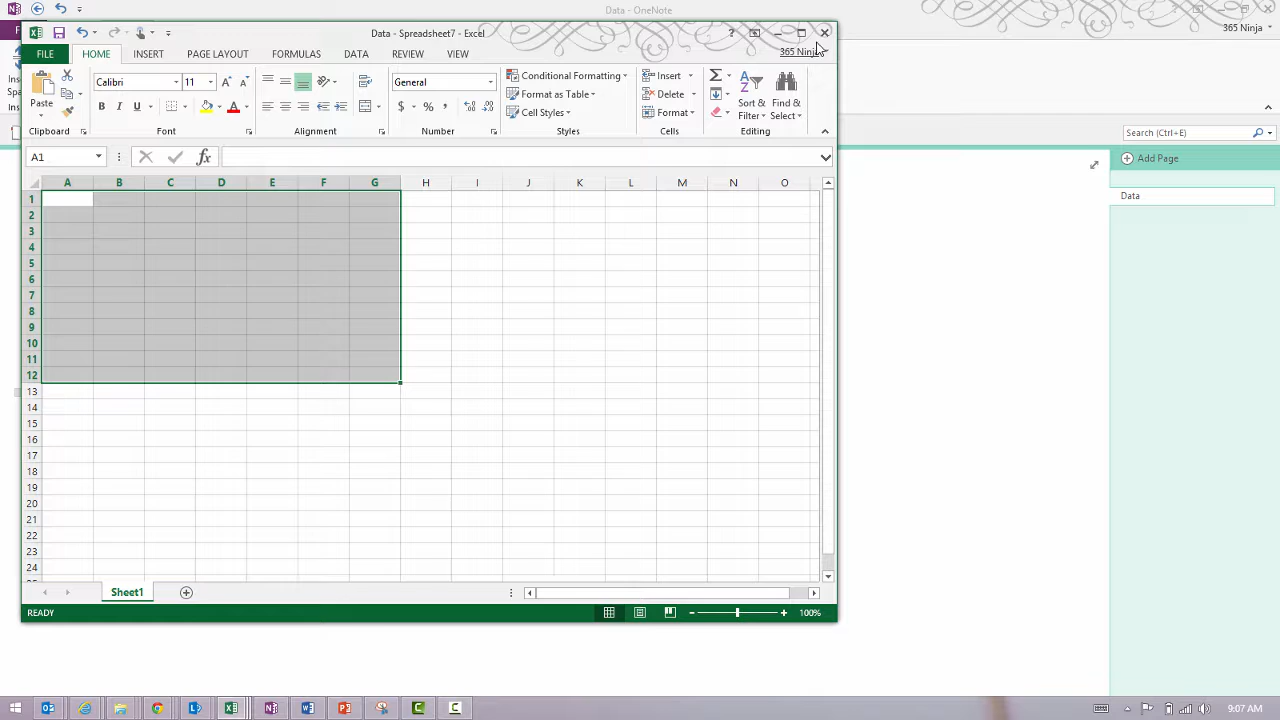 Data - OneNote
Data - Spreadsheet7 - Excel
365 Ninja
365 Ninja
FILE HOME INSERT PAGE LAYOUT FORMULAS DATA REVIEW VIEW
Paste
Calibri 11
B I U A
General
$ % ,
Conditional Formatting
Format as Table
Cell Styles
Insert
Delete
Format
Sort & Filter
Find & Select
Clipboard Font Alignment Number Styles Cells Editing
Search (Ctrl+E)
A1
fx
Add Page
Data
A B C D E F G H I J K L M N O
1
2
3
4
5
6
7
8
9
10
11
12
13
14
15
16
17
18
19
20
21
22
23
24
Sheet1
READY
100%
9:07 AM